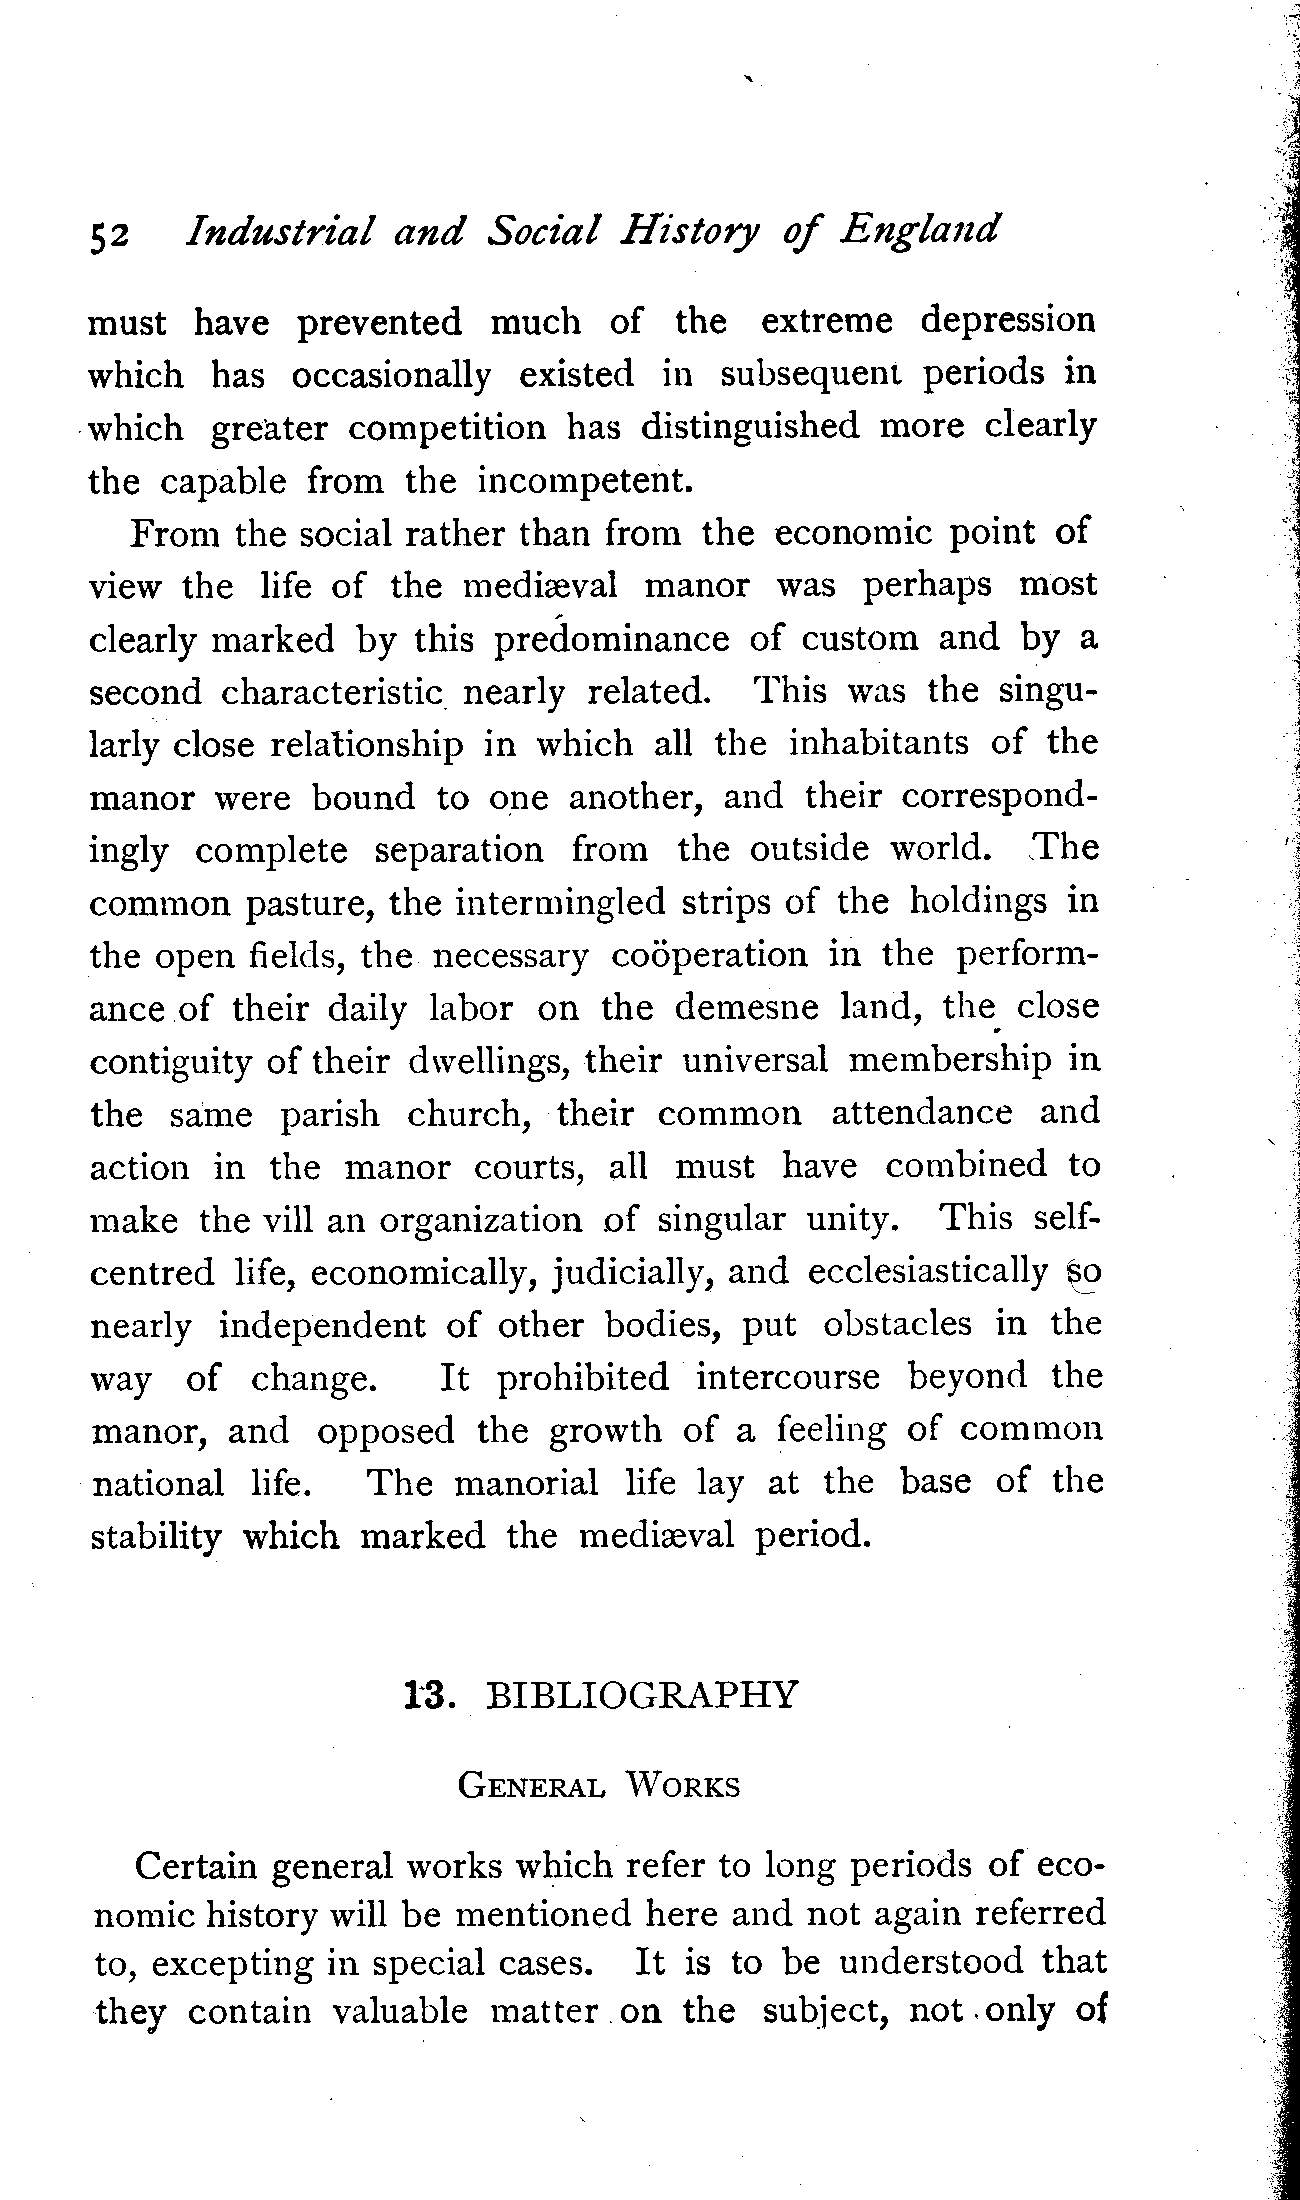 52 Industrial and Social History of England
must have prevented much of the extreme depression
which has occasionally existed in subsequent periods in
which greater competition has distinguished more clearly
the capable from the incompetent.
From the social rather than from the economic point of
view the life of the mediæval manor was perhaps most
clearly marked by this predominance of custom and by a
second characteristic nearly related. This was the singu-
larly close relationship in which all the inhabitants of the
manor were bound to one another, and their correspond-
ingly complete separation from the outside world. The
common pasture, the intermingled strips of the holdings in
the open fields, the necessary coöperation in the perform-
ance of their daily labor on the demesne land, the close
contiguity of their dwellings, their universal membership in
the same parish church, their common attendance and
action in the manor courts, all must have combined to
make the vill an organization of singular unity. This self-
centred life, economically, judicially, and ecclesiastically so
nearly independent of other bodies, put obstacles in the
way of change. It prohibited intercourse beyond the
manor, and opposed the growth of a feeling of common
national life. The manorial life lay at the base of the
stability which marked the mediæval period.
13. BIBLIOGRAPHY
GENERAL WORKS
Certain general works which refer to long periods of eco-
nomic history will be mentioned here and not again referred
to, excepting in special cases. It is to be understood that
they contain valuable matter on the subject, not only of